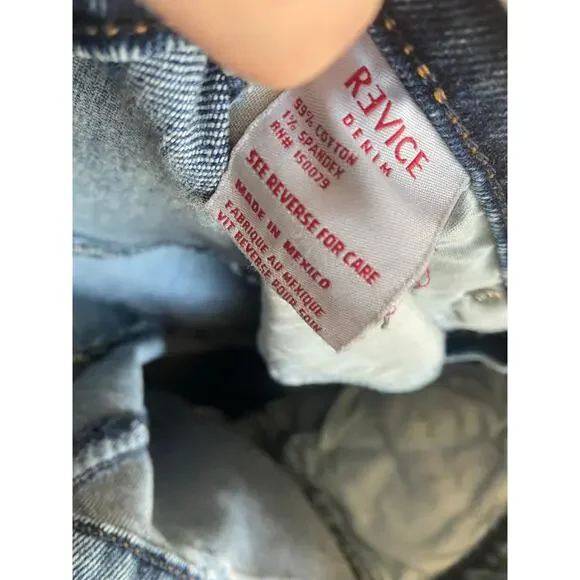 RƎVICE
DENIM
99% COTTON
1% SPANDEX
RN# 150079
SEE REVERSE FOR CARE
MADE IN MEXICO
FABRIQUE AU MEXIQUE
VIT REVERSE POUR SOIN